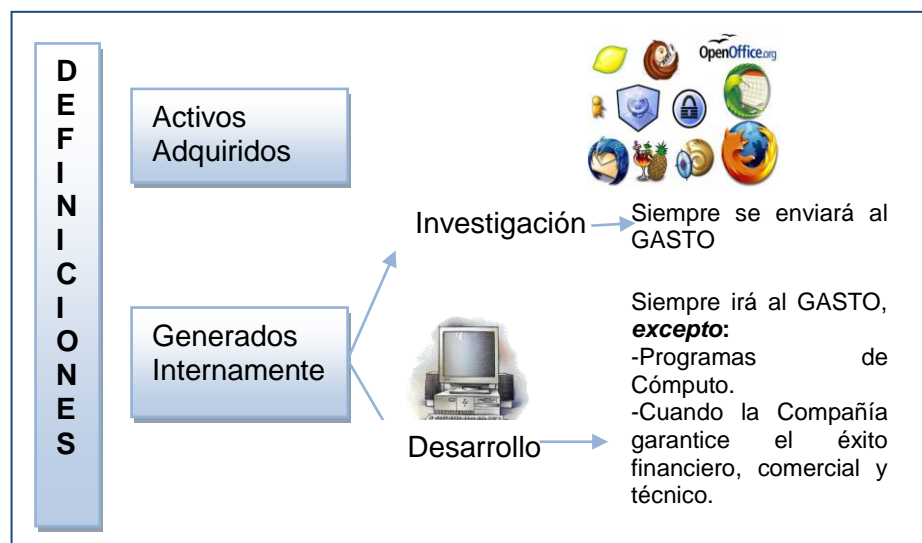 DEFINICIONES
Activos
Adquiridos
OpenOffice.org
Investigación
Siempre se enviará al
GASTO
Generados
Internamente
Desarrollo
Siempre irá al GASTO,
excepto:
-Programas de
Cómputo.
-Cuando la Compañía
garantice el éxito
financiero, comercial y
técnico.